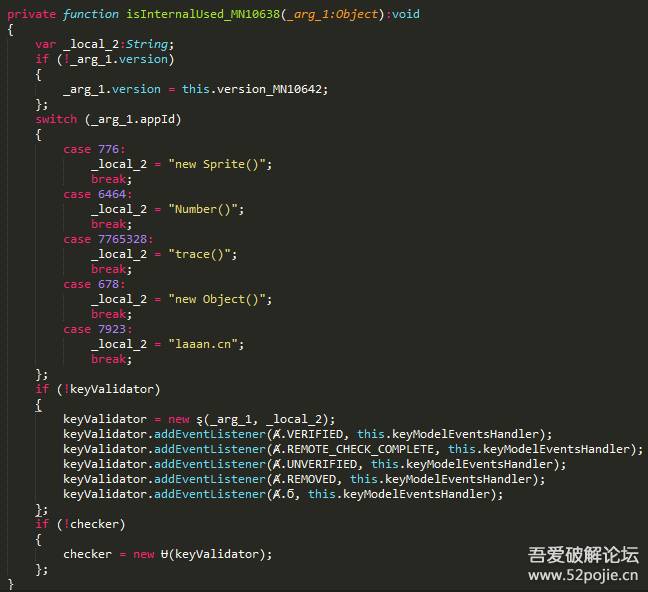 private function isInternalUsed_MN10638(_arg_1:Object):void
{
    var _local_2:String;
    if (!_arg_1.version)
    {
        _arg_1.version = this.version_MN10642;
    };
    switch (_arg_1.appId)
    {
        case 776:
            _local_2 = "new Sprite()";
            break;
        case 6464:
            _local_2 = "Number()";
            break;
        case 7765328:
            _local_2 = "trace()";
            break;
        case 678:
            _local_2 = "new Object()";
            break;
        case 7923:
            _local_2 = "laaan.cn";
            break;
    };
    if (!keyValidator)
    {
        keyValidator = new (_arg_1, _local_2);
        keyValidator.addEventListener(.VERIFIED, this.keyModelEventsHandler);
        keyValidator.addEventListener(.REMOTE_CHECK_COMPLETE, this.keyModelEventsHandler);
        keyValidator.addEventListener(.UNVERIFIED, this.keyModelEventsHandler);
        keyValidator.addEventListener(.REMOVED, this.keyModelEventsHandler);
        keyValidator.addEventListener(, this.keyModelEventsHandler);
    };
    if (!checker)
    {
        checker = new (keyValidator);
    };
}
吾爱破解论坛
www.52pojie.cn